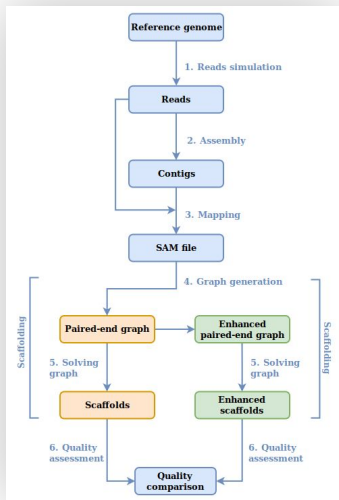 Reference genome
1. Reads simulation
Reads
2. Assembly
Contigs
3. Mapping
SAM file
4. Graph generation
Scaffolding
Scaffolding
Paired-end graph
Enhanced
paired-end graph
5. Solving
graph
5. Solving
graph
Scaffolds
Enhanced
scaffolds
6. Quality
assessment
6. Quality
assessment
Quality
comparison